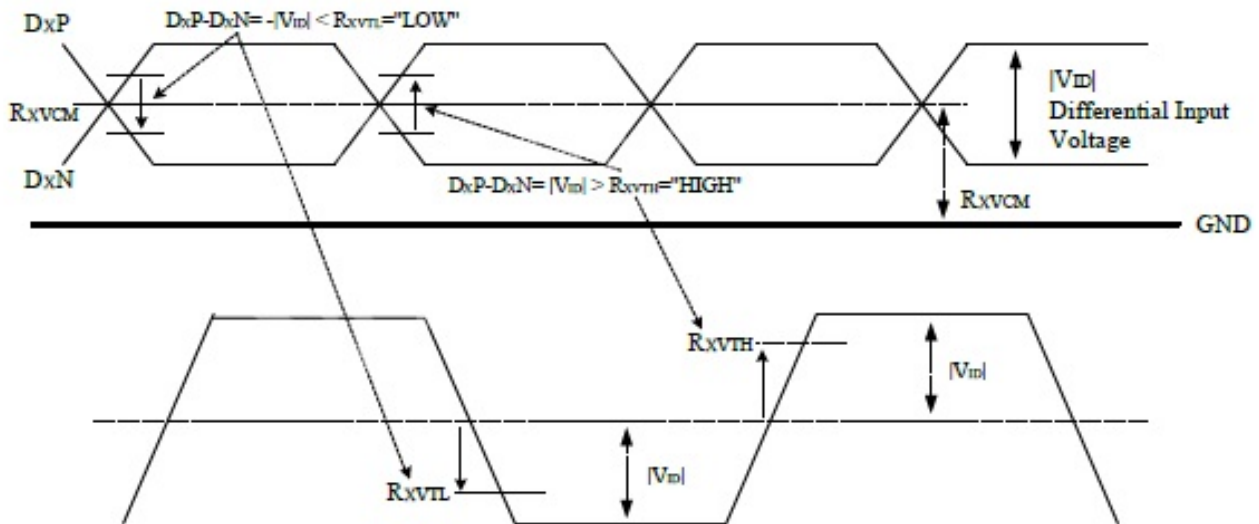 DxP
DxP-DxN= -|VID| < RXVTL="LOW"
RXVCM
|VID|
Differential Input
Voltage
DxN
DxP-DxN= |VID| > RXVTH="HIGH"
RXVCM
GND
RXVTH
|VID|
RXVTL
|VID|